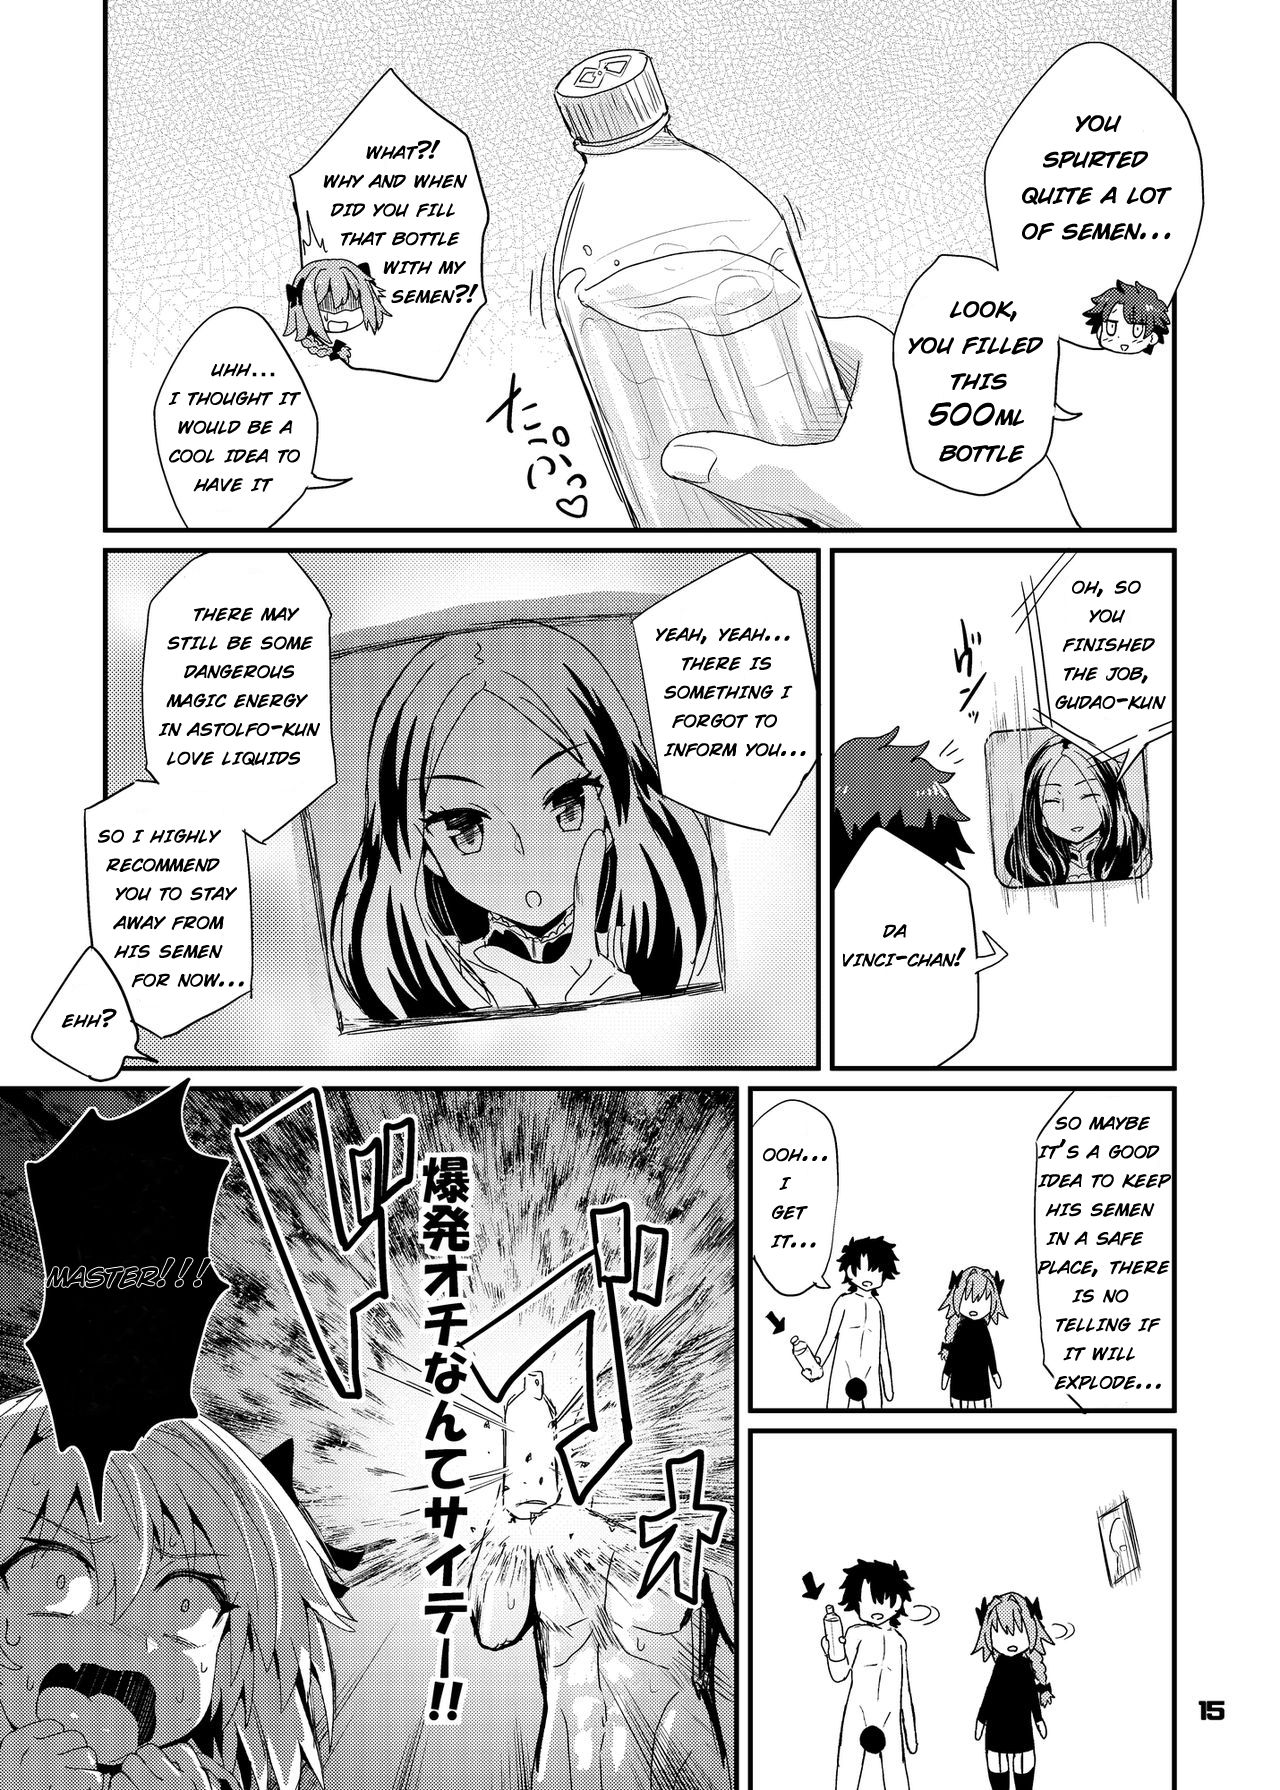 YOU
SPURTED
QUITE A LOT
OF SEMEN...
LOOK,
YOU FILLED
THIS
500ML
BOTTLE
WHAT?!
WHY AND WHEN
DID YOU FILL
THAT BOTTLE
WITH MY
SEMEN?!
UHH...
I THOUGHT IT
WOULD BE A
COOL IDEA TO
HAVE IT
たぷっ♡
OH, SO
YOU
FINISHED
THE JOB,
GUDAO-KUN
ヴンッ
DA
VINCI-CHAN!
YEAH, YEAH...
THERE IS
SOMETHING I
FORGOT TO
INFORM YOU...
THERE MAY
STILL BE SOME
DANGEROUS
MAGIC ENERGY
IN ASTOLFO-KUN
LOVE LIQUIDS
SO I HIGHLY
RECOMMEND
YOU TO STAY
AWAY FROM
HIS SEMEN
FOR NOW...
EHH?
SO MAYBE
IT'S A GOOD
IDEA TO KEEP
HIS SEMEN
IN A SAFE
PLACE, THERE
IS NO
TELLING IF
IT WILL
EXPLODE...
OOH...
I
GET
IT...
爆発オチなんてサイテー!!
MASTER!!!
15